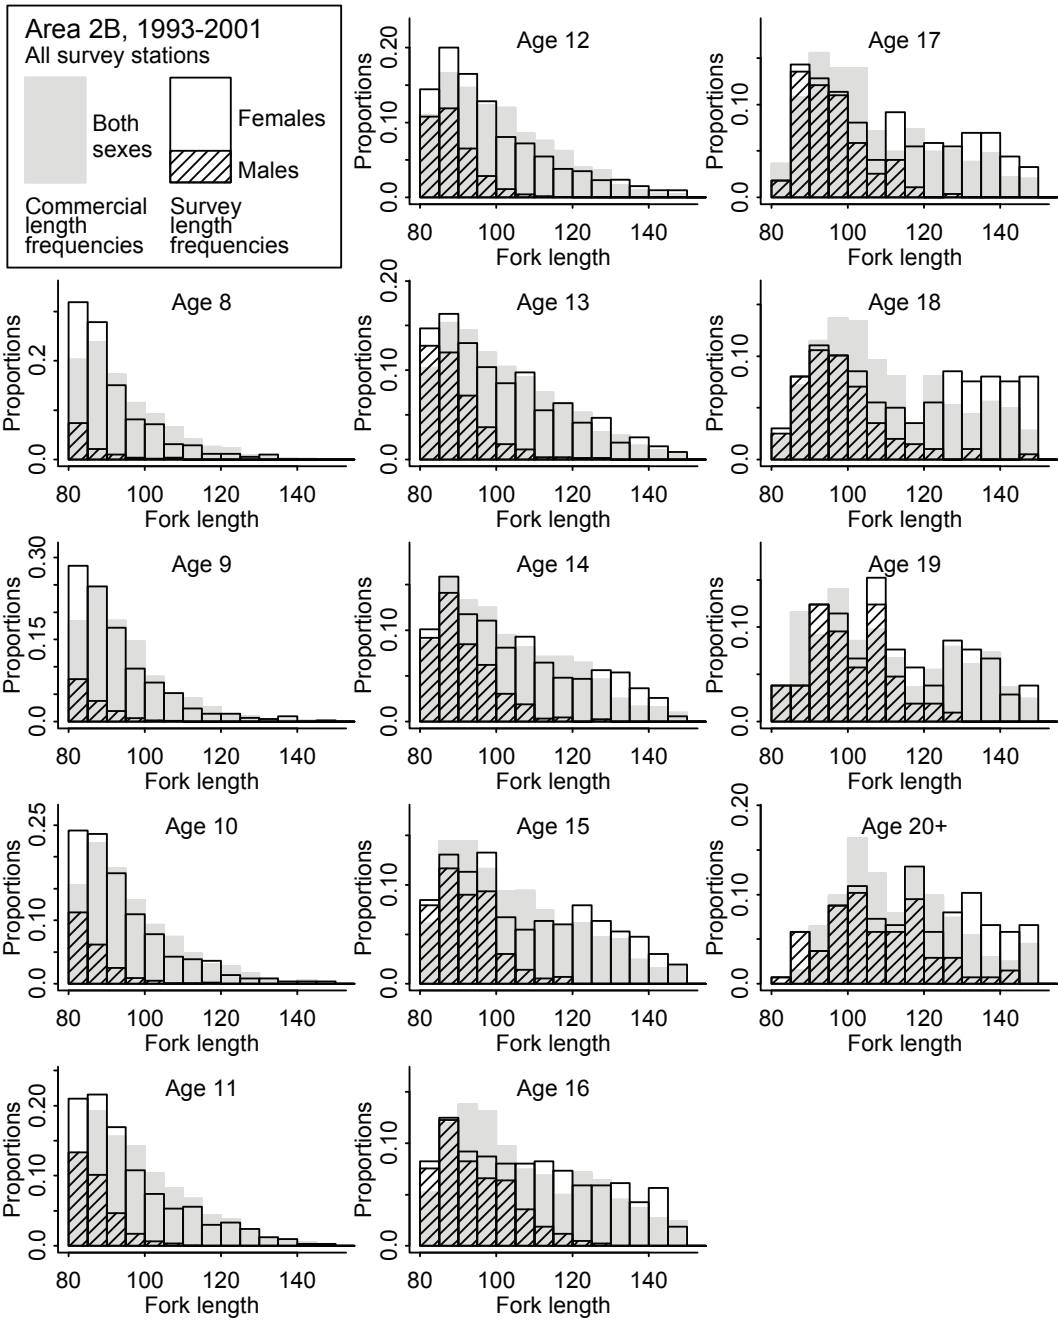 Area 2B, 1993-2001
All survey stations
Both
sexes
Females
Males
Commercial
length
frequencies
Survey
length
frequencies
Age 8
Proportions
0.0 0.2
80 100 120 140
Fork length
Age 9
Proportions
0.0 0.15 0.30
80 100 120 140
Fork length
Age 10
Proportions
0.0 0.10 0.25
80 100 120 140
Fork length
Age 11
Proportions
0.0 0.10 0.20
80 100 120 140
Fork length
Age 12
Proportions
0.0 0.10 0.20
80 100 120 140
Fork length
Age 13
Proportions
0.0 0.10 0.20
80 100 120 140
Fork length
Age 14
Proportions
0.0 0.10
80 100 120 140
Fork length
Age 15
Proportions
0.0 0.10
80 100 120 140
Fork length
Age 16
Proportions
0.0 0.10
80 100 120 140
Fork length
Age 17
Proportions
0.0 0.10
80 100 120 140
Fork length
Age 18
Proportions
0.0 0.10
80 100 120 140
Fork length
Age 19
Proportions
0.0 0.10
80 100 120 140
Fork length
Age 20+
Proportions
0.0 0.10 0.20
80 100 120 140
Fork length